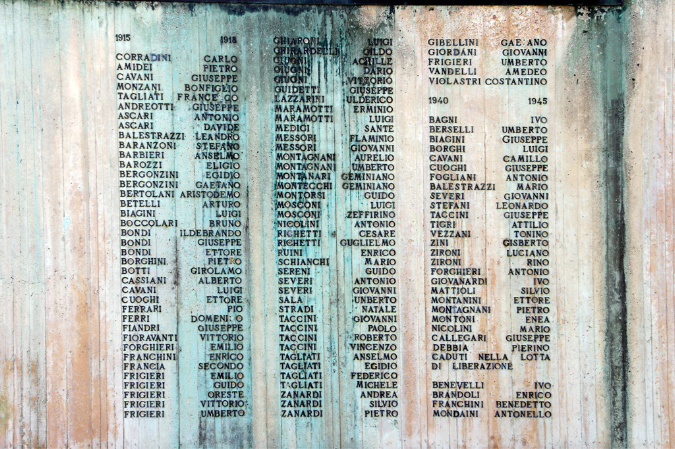 1915 1918
CORRADINI CARLO
AMIDEI PIETRO
CAVANI GIUSEPPE
MONZANI BONFIGLIO
TAGLIATI FRANCE CO
ANDREOTTI GIUSEPPE
ASCARI ANTONIO
ASCARI DAVIDE
BALESTRAZZI LEANDRO
BARANZONI STEFANO
BARBIERI ANSELMO
BAROZZI ELIGIO
BERGONZINI EGIDIO
BERGONZINI GAETANO
BERTOLANI ARISTODEMO
BETELLI ARTURO
BIAGINI LUIGI
BOCCOLARI BRUNO
BONDI ILDEBRANDO
BONDI GIUSEPPE
BONDI ETTORE
BORGHINI PIETRO
BOTTI GIROLAMO
CASSIANI ALBERTO
CAVANI LUIGI
CUOGHI ETTORE
FERRARI PIO
FERRI DOMENICO
FIANDRI GIUSEPPE
FIORAVANTI VITTORIO
FORGHIERI EMILIO
FRANCHINI ENRICO
FRANCIA SECONDO
FRIGIERI EMILIO
FRIGIERI GUIDO
FRIGIERI ORESTE
FRIGIERI VITTORIO
FRIGIERI UMBERTO
GHIARONI LUIGI
GHIRARDELLI GILDO
GIUGNI ACHILLE
GIUGNI DARIO
GIUGNI VITTORIO
GUIDETTI GIUSEPPE
LAZZARINI ULDERICO
MARAMOTTI ERMINIO
MARAMOTTI LUIGI
MEDICI SANTE
MESSORI FLAMINIO
MESSORI GIOVANNI
MONTAGNANI AURELIO
MONTAGNANI UMBERTO
MONTANARI GEMINIANO
MONTECCHI GEMINIANO
MONTORSI GUIDO
MOSCONI LUIGI
MOSCONI ZEFFIRINO
NICOLINI ANTONIO
RICHETTI CESARE
RICHETTI GUGLIELMO
RUINI ENRICO
SCHIANCHI MARIO
SERENI GUIDO
SEVERI ANTONIO
SEVERI GIOVANNI
SALA UNBERTO
STRADI NATALE
TACCINI GIOVANNI
TACCINI PAOLO
TACCINI ROBERTO
TACCINI VINCENZO
TAGLIATI ANSELMO
TAGLIATI EGIDIO
TAGLIATI FEDERICO
TAGLIATI MICHELE
ZANARDI ANDREA
ZANARDI SILVIO
ZANARDI PIETRO
GIBELLINI GAE ANO
GIORDANI GIOVANNI
FRIGIERI UMBERTO
VANDELLI AMEDEO
VIOLASTRI COSTANTINO
1940 1945
BAGNI IVO
BERSELLI UMBERTO
BIAGINI GIUSEPPE
BORGHI LUIGI
CAVANI CAMILLO
CUOGHI GIUSEPPE
FOGLIANI ANTONIO
BALESTRAZZI MARIO
SEVERI GIOVANNI
STEFANI LEONARDO
TACCINI GIUSEPPE
TIGRI ATTILIO
VEZZANI TONINO
ZINI GISBERTO
ZIRONI LUCIANO
ZIRONI RINO
FORGHIERI ANTONIO
GIOVANARDI IVO
MATTIOLI SILVIO
MONTANINI ETTORE
MONTAGNANI PIETRO
MONTONI ENEA
NICOLINI MARIO
CALLEGARI GIUSEPPE
DEBBIA PIERINO
CADUTI NELLA LOTTA
DI LIBERAZIONE
BENEVELLI IVO
BRANDOLI ENRICO
FRANCHINI BENEDETTO
MONDAINI ANTONELLO